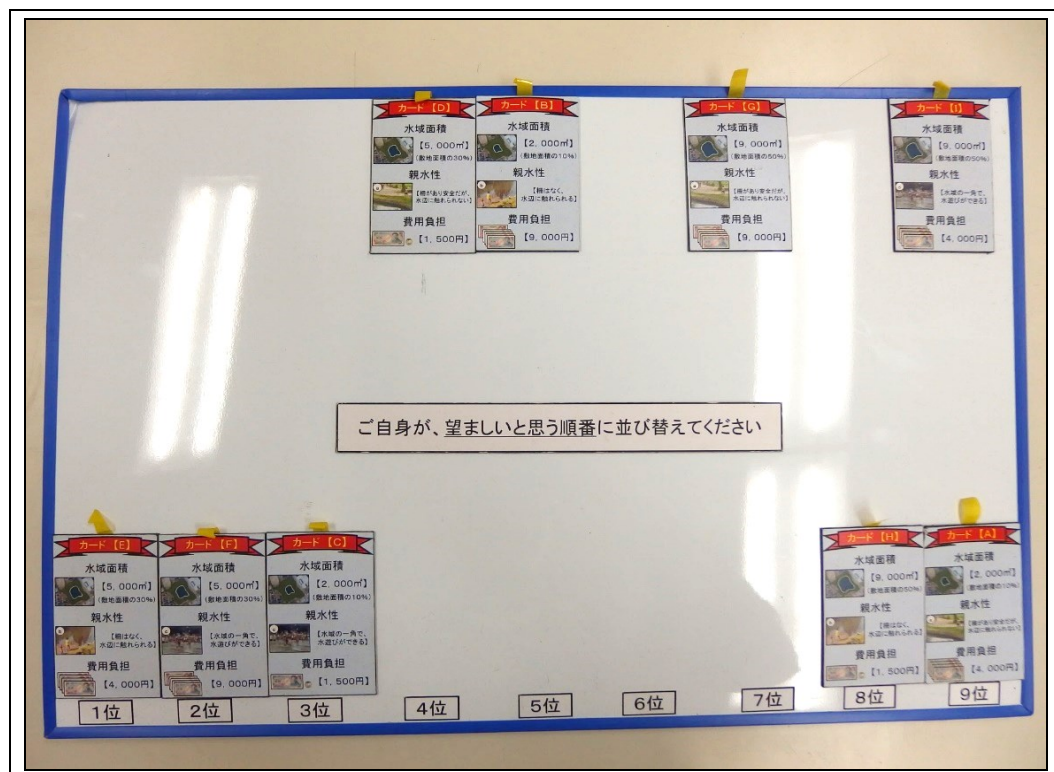 カード【D】
水域面積
【5,000㎡】
(敷地面積の30%)
親水性
【柵があり安全だが、
水辺に触れられない】
費用負担
【1,500円】
カード【B】
水域面積
【2,000㎡】
(敷地面積の10%)
親水性
【柵はなく、
水辺に触れられる】
費用負担
【9,000円】
カード【G】
水域面積
【9,000㎡】
(敷地面積の50%)
親水性
【柵があり安全だが、
水辺に触れられない】
費用負担
【9,000円】
カード【I】
水域面積
【9,000㎡】
(敷地面積の50%)
親水性
【水域の一角で、
水遊びができる】
費用負担
【4,000円】
ご自身が、望ましいと思う順番に並び替えてください
カード【E】
水域面積
【5,000㎡】
(敷地面積の30%)
親水性
【柵はなく、
水辺に触れられる】
費用負担
【4,000円】
カード【F】
水域面積
【5,000㎡】
(敷地面積の30%)
親水性
【水域の一角で、
水遊びができる】
費用負担
【9,000円】
カード【C】
水域面積
【2,000㎡】
(敷地面積の10%)
親水性
【水域の一角で、
水遊びができる】
費用負担
【1,500円】
カード【H】
水域面積
【9,000㎡】
(敷地面積の50%)
親水性
【柵はなく、
水辺に触れられる】
費用負担
【1,500円】
カード【A】
水域面積
【2,000㎡】
(敷地面積の10%)
親水性
【柵があり安全だが、
水辺に触れられない】
費用負担
【4,000円】
1位
2位
3位
4位
5位
6位
7位
8位
9位